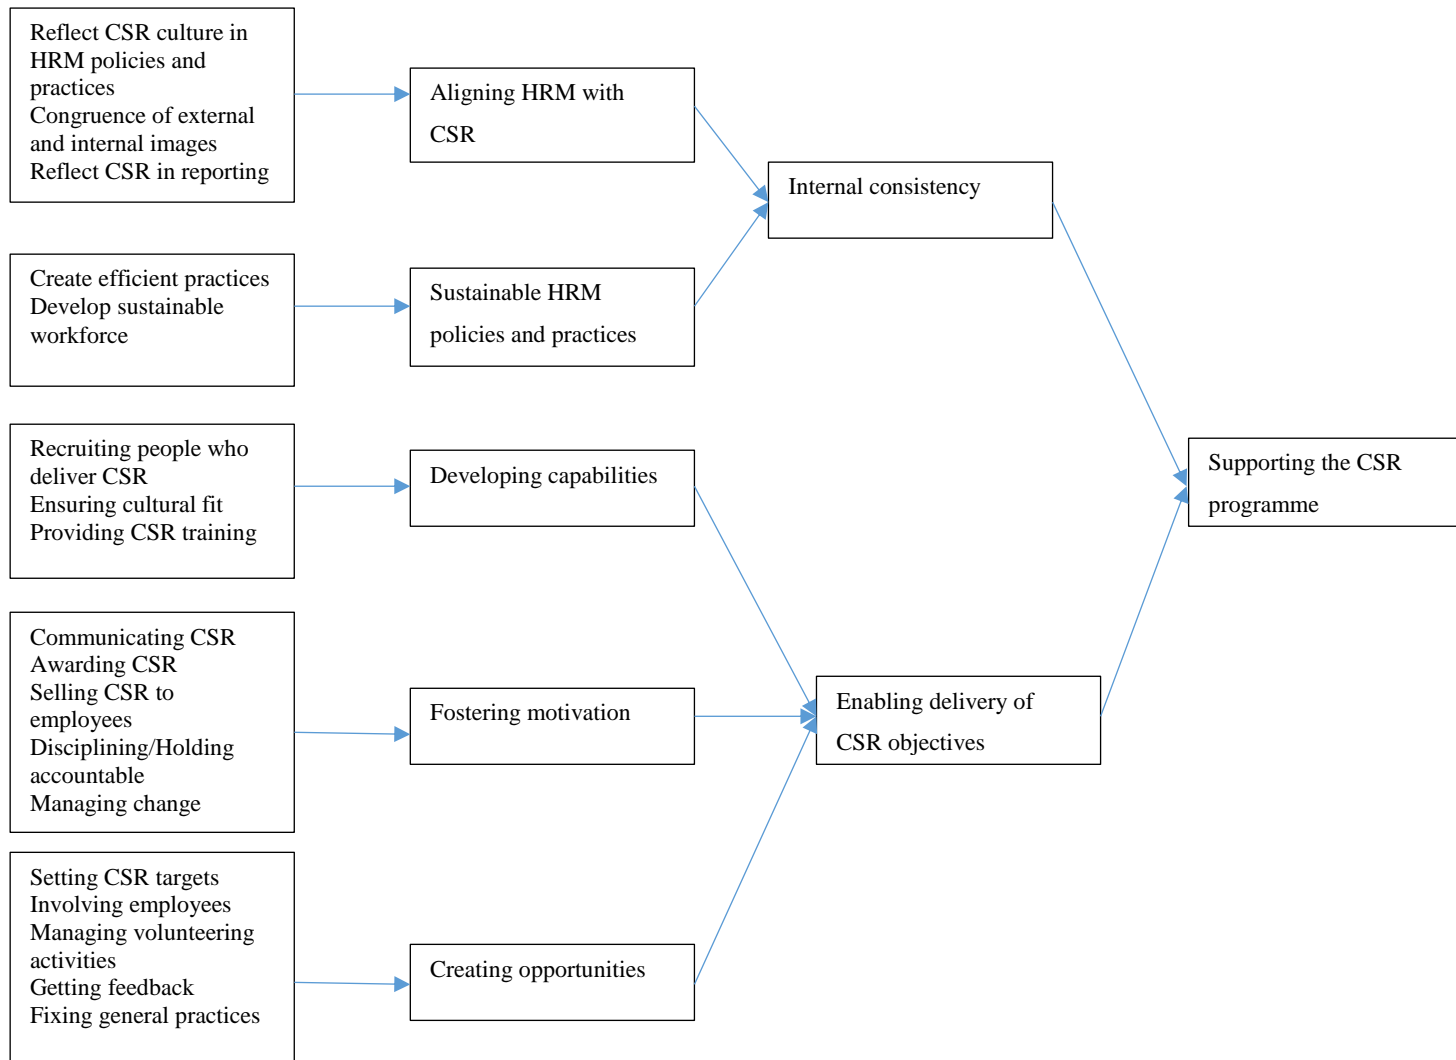 Reflect CSR culture in
HRM policies and
practices
Congruence of external
and internal images
Reflect CSR in reporting
Aligning HRM with
CSR
Internal consistency
Create efficient practices
Develop sustainable
workforce
Sustainable HRM
policies and practices
Recruiting people who
deliver CSR
Ensuring cultural fit
Providing CSR training
Developing capabilities
Supporting the CSR
programme
Communicating CSR
Awarding CSR
Selling CSR to
employees
Disciplining/Holding
accountable
Managing change
Fostering motivation
Enabling delivery of
CSR objectives
Setting CSR targets
Involving employees
Managing volunteering
activities
Getting feedback
Fixing general practices
Creating opportunities